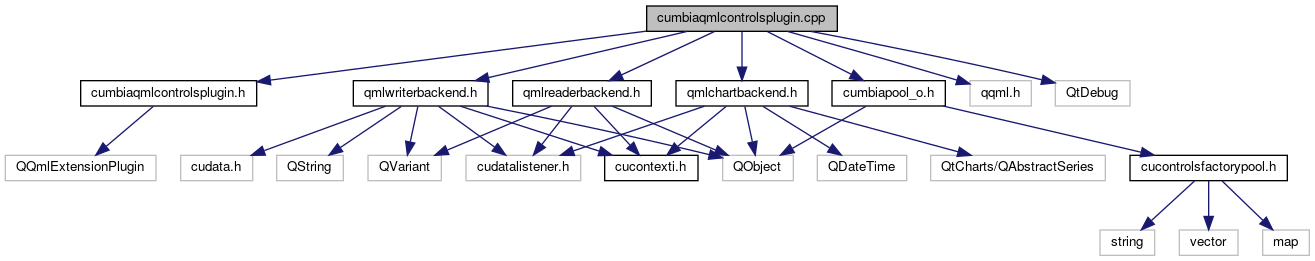 cumbiaqmlcontrolsplugin.cpp
cumbiaqmlcontrolsplugin.h
qmlwriterbackend.h
qmlreaderbackend.h
qmlchartbackend.h
cumbiapool_o.h
qqml.h
QtDebug
QQmlExtensionPlugin
cudata.h
QString
QVariant
cudatalistener.h
cucontexti.h
QObject
QDateTime
QtCharts/QAbstractSeries
cucontrolsfactorypool.h
string
vector
map